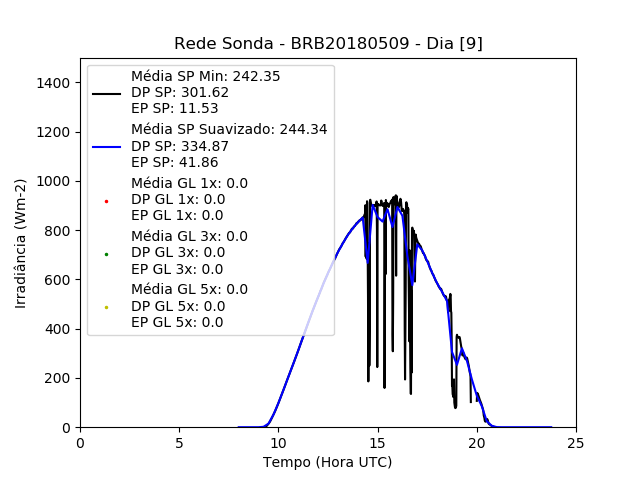 Rede Sonda - BRB20180509 - Dia [9]
Irradiância (Wm-2)
1400
1200
1000
800
600
400
200
0
Média SP Min: 242.35
DP SP: 301.62
EP SP: 11.53
Média SP Suavizado: 244.34
DP SP: 334.87
EP SP: 41.86
Média GL 1x: 0.0
DP GL 1x: 0.0
EP GL 1x: 0.0
Média GL 3x: 0.0
DP GL 3x: 0.0
EP GL 3x: 0.0
Média GL 5x: 0.0
DP GL 5x: 0.0
EP GL 5x: 0.0
0 5 10 15 20 25
Tempo (Hora UTC)